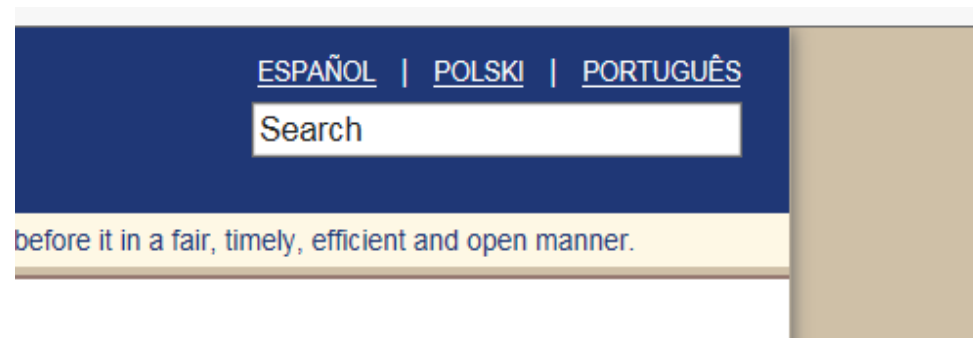 ESPAÑOL | POLSKI | PORTUGUÊS
Search
before it in a fair, timely, efficient and open manner.